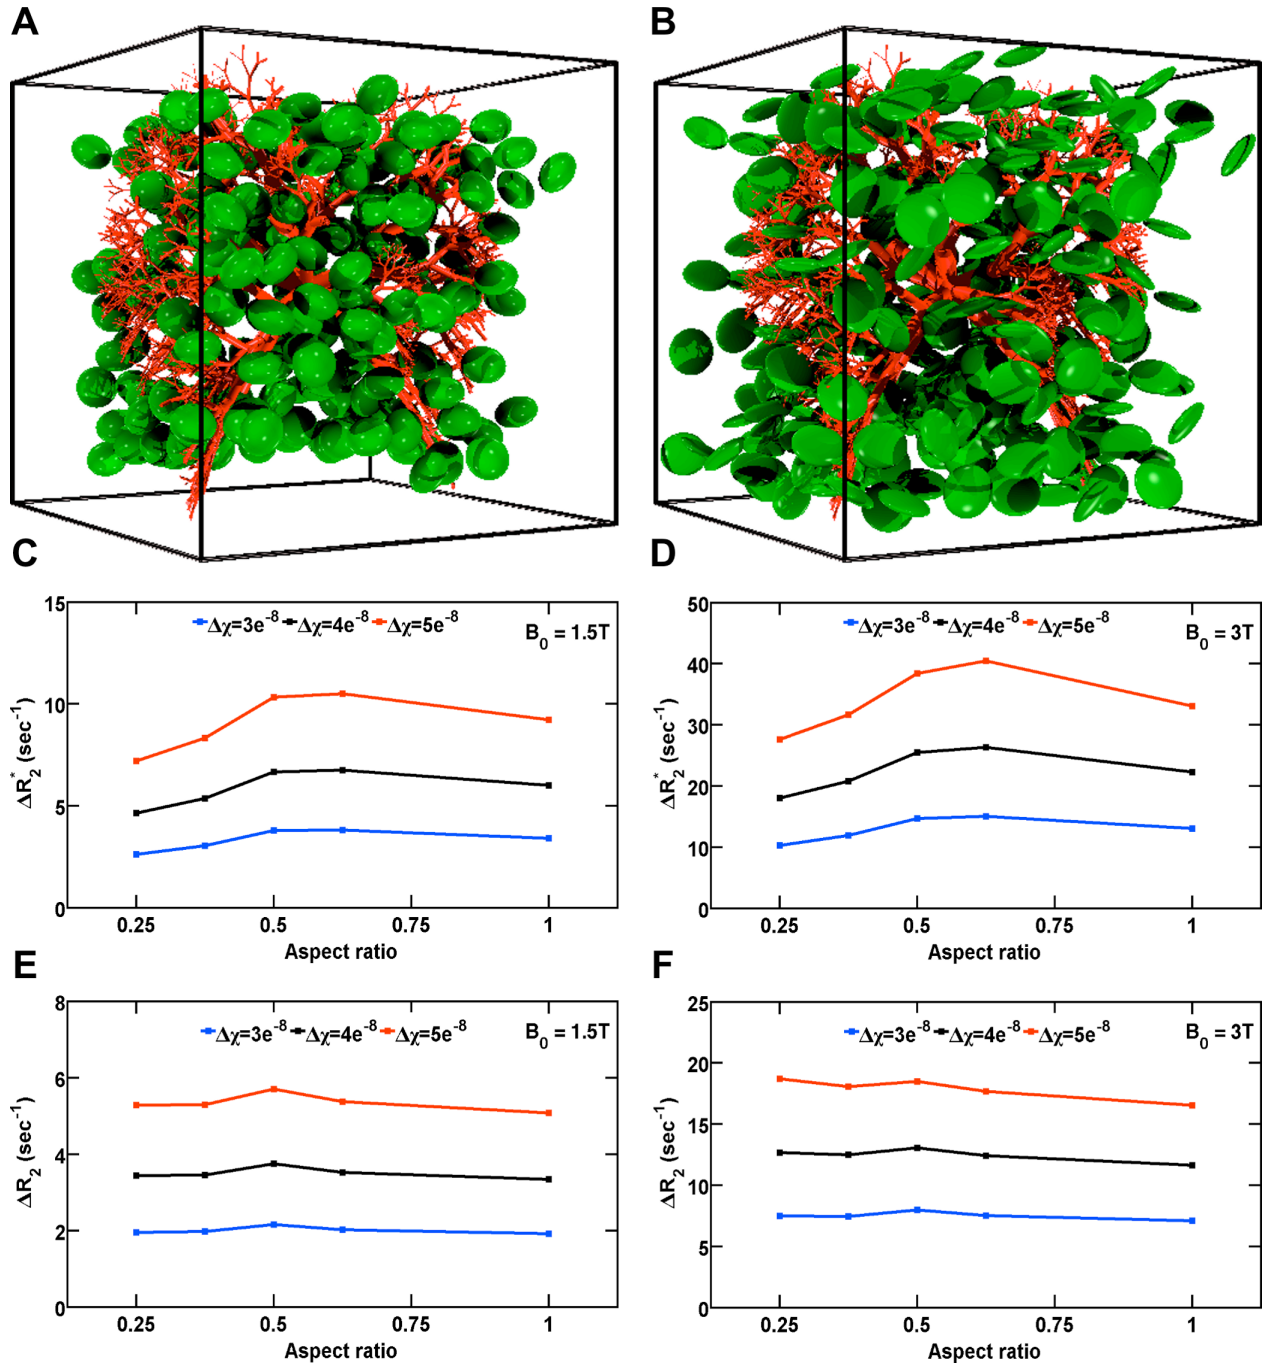 A
B
C
15
10
5
0
0.25 0.5 0.75 1
Aspect ratio
ΔR₂* (sec⁻¹)
Δχ=3e⁻⁸ Δχ=4e⁻⁸ Δχ=5e⁻⁸
B₀ = 1.5T
D
50
40
30
20
10
0
0.25 0.5 0.75 1
Aspect ratio
ΔR₂* (sec⁻¹)
Δχ=3e⁻⁸ Δχ=4e⁻⁸ Δχ=5e⁻⁸
B₀ = 3T
E
8
6
4
2
0
0.25 0.5 0.75 1
Aspect ratio
ΔR₂ (sec⁻¹)
Δχ=3e⁻⁸ Δχ=4e⁻⁸ Δχ=5e⁻⁸
B₀ = 1.5T
F
25
20
15
10
5
0
0.25 0.5 0.75 1
Aspect ratio
ΔR₂ (sec⁻¹)
Δχ=3e⁻⁸ Δχ=4e⁻⁸ Δχ=5e⁻⁸
B₀ = 3T